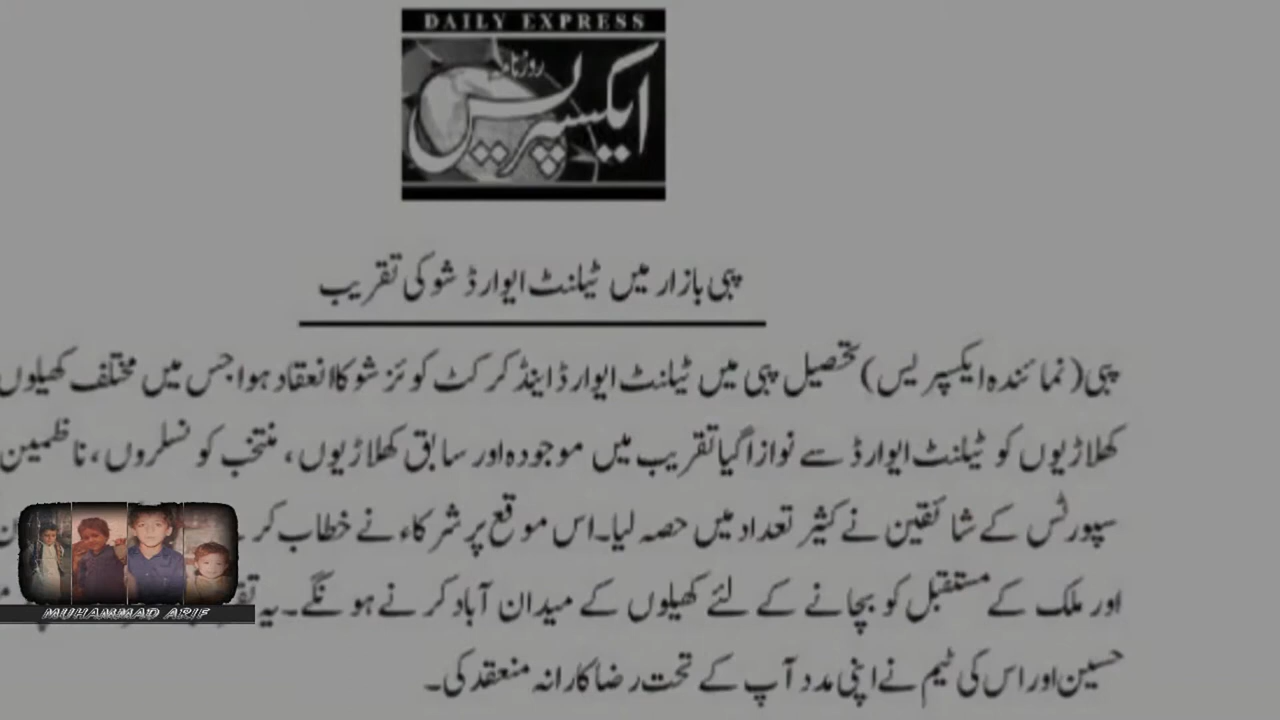 DAILY EXPRESS
روزنامہ
ایکسپریس
پبی بازار میں ٹیلنٹ ایوارڈ شو کی تقریب
پبی (نمائندہ ایکسپریس) تحصیل پبی میں ٹیلنٹ ایوارڈ اینڈ کرکٹ کوئز شو کا انعقاد ہوا جس میں مختلف کھیلوں
کھلاڑیوں کو ٹیلنٹ ایوارڈ سے نوازا گیا تقریب میں موجودہ اور سابق کھلاڑیوں، منتخب کونسلروں، ناظمین
سپورٹس کے شائقین نے کثیر تعداد میں حصہ لیا۔ اس موقع پر شرکاء نے خطاب کر
اور ملک کے مستقبل کو بچانے کے لئے کھیلوں کے میدان آباد کرنے ہونگے۔ یہ
حسین اور اس کی ٹیم نے اپنی مدد آپ کے تحت رضاکارانہ منعقد کی۔
MUHAMMAD ARIF